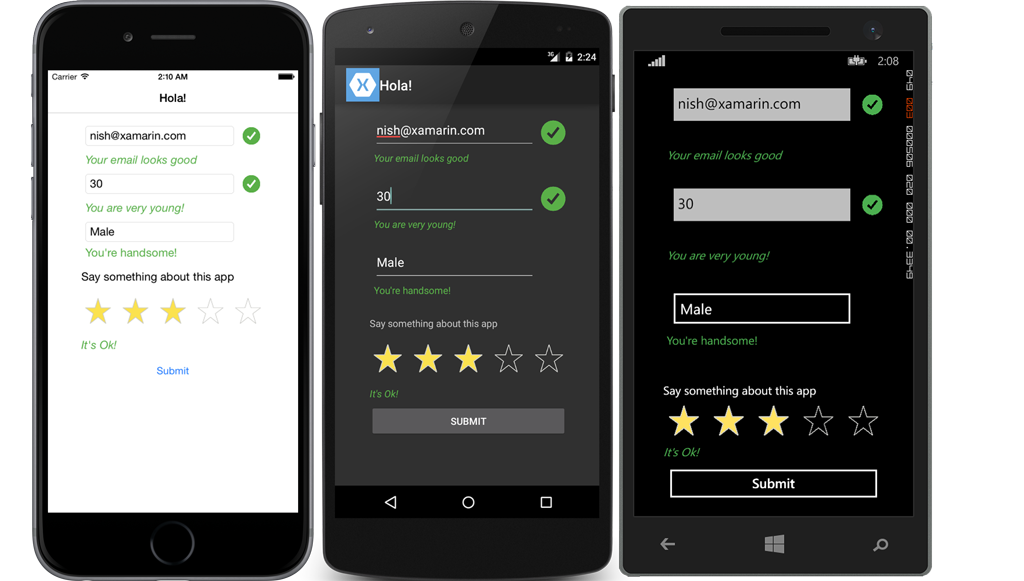 Carrier 2:10 AM
Hola!
nish@xamarin.com
Your email looks good
30
You are very young!
Male
You're handsome!
Say something about this app
It's Ok!
Submit
3G 2:24
X Hola!
nish@xamarin.com
Your email looks good
30
You are very young!
Male
You're handsome!
Say something about this app
It's Ok!
SUBMIT
2:08
nish@xamarin.com
Your email looks good
30
You are very young!
Male
You're handsome!
Say something about this app
It's Ok!
Submit